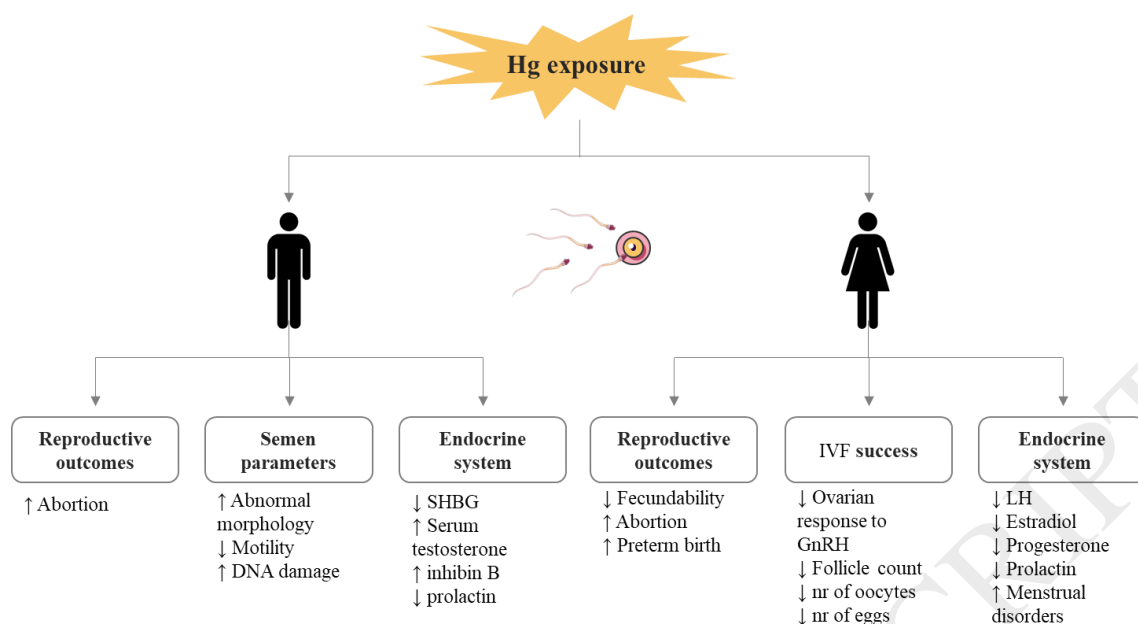 Hg exposure
Reproductive
outcomes
↑ Abortion
Semen
parameters
↑ Abnormal
morphology
↓ Motility
↑ DNA damage
Endocrine
system
↓ SHBG
↑ Serum
testosterone
↑ inhibin B
↓ prolactin
Reproductive
outcomes
↓ Fecundability
↑ Abortion
↑ Preterm birth
IVF success
↓ Ovarian
response to
GnRH
↓ Follicle count
↓ nr of oocytes
↓ nr of eggs
Endocrine
system
↓ LH
↓ Estradiol
↓ Progesterone
↓ Prolactin
↑ Menstrual
disorders
CRIPT